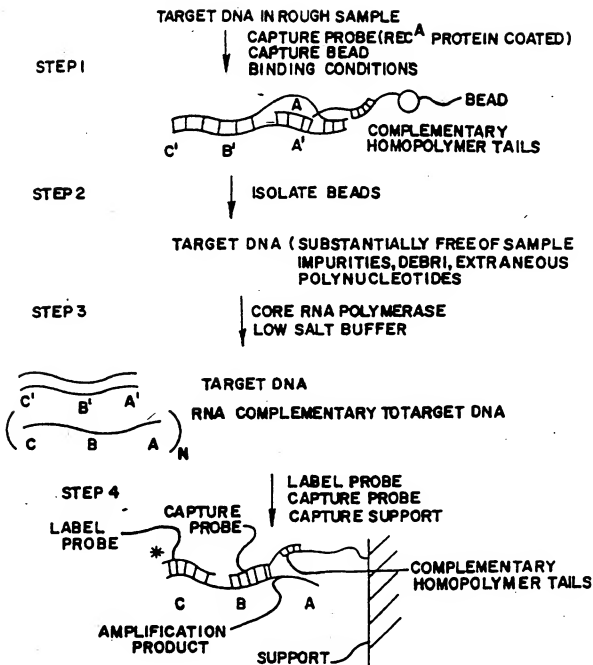 TARGET DNA IN ROUGH SAMPLE
CAPTURE PROBE (REC^A PROTEIN COATED)
CAPTURE BEAD
BINDING CONDITIONS
STEP 1
A
BEAD
COMPLEMENTARY
HOMOPOLYMER TAILS
C' B' A'
STEP 2
ISOLATE BEADS
TARGET DNA (SUBSTANTIALLY FREE OF SAMPLE
IMPURITIES, DEBRI, EXTRANEOUS
POLYNUCLEOTIDES
STEP 3
CORE RNA POLYMERASE
LOW SALT BUFFER
TARGET DNA
C' B' A'
RNA COMPLEMENTARY TO TARGET DNA
( C B A )N
STEP 4
LABEL PROBE
CAPTURE PROBE
CAPTURE SUPPORT
CAPTURE
PROBE
LABEL
PROBE
*
COMPLEMENTARY
HOMOPOLYMER TAILS
C B A
AMPLIFICATION
PRODUCT
SUPPORT